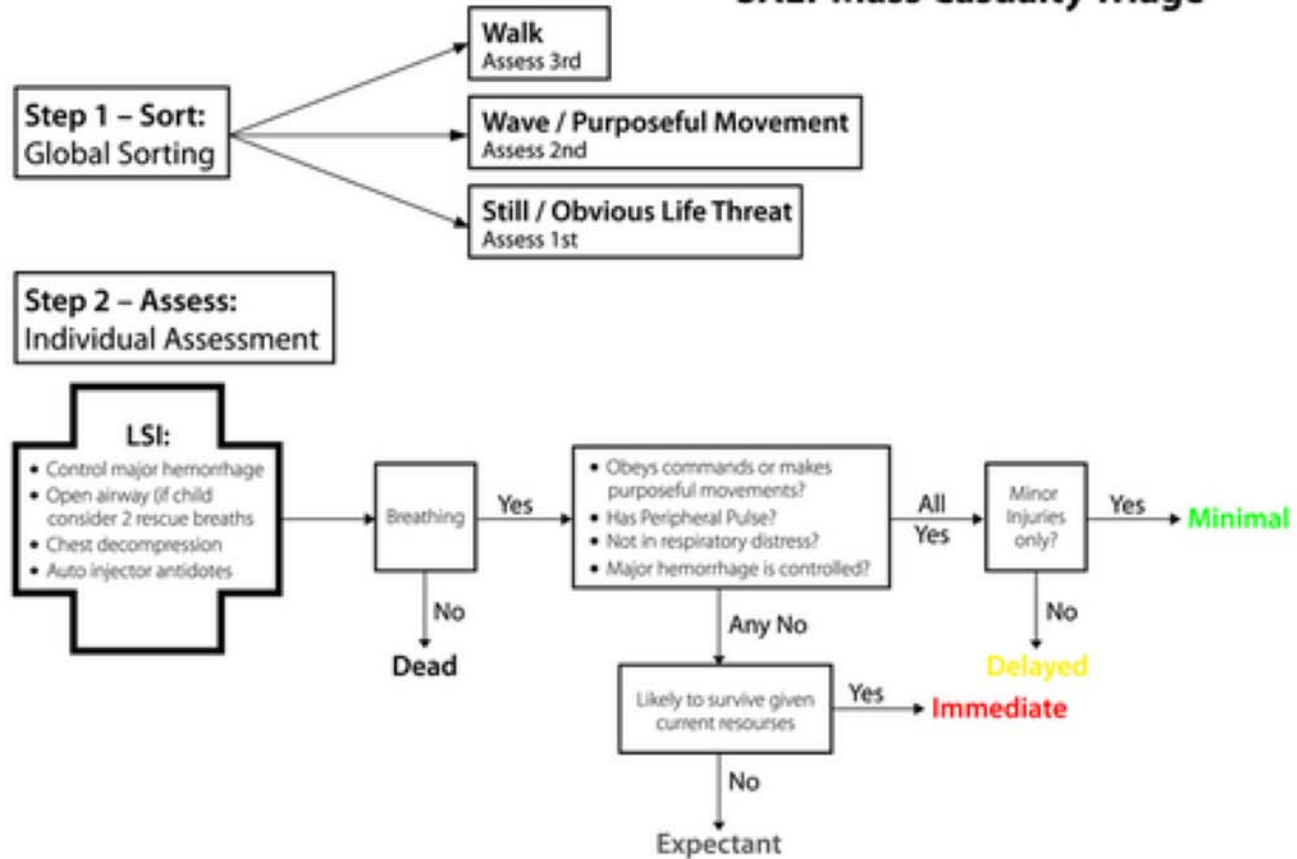 Mass Casualty Triage
Walk
Assess 3rd
Step 1 – Sort:
Global Sorting
Wave / Purposeful Movement
Assess 2nd
Still / Obvious Life Threat
Assess 1st
Step 2 – Assess:
Individual Assessment
LSI:
• Control major hemorrhage
• Open airway (if child
consider 2 rescue breaths
• Chest decompression
• Auto injector antidotes
Breathing
Yes
No
Dead
• Obeys commands or makes
purposeful movements?
• Has Peripheral Pulse?
• Not in respiratory distress?
• Major hemorrhage is controlled?
All
Yes
Minor
Injuries
only?
Yes
Minimal
No
Delayed
Any No
Likely to survive given
current resourses
Yes
Immediate
No
Expectant